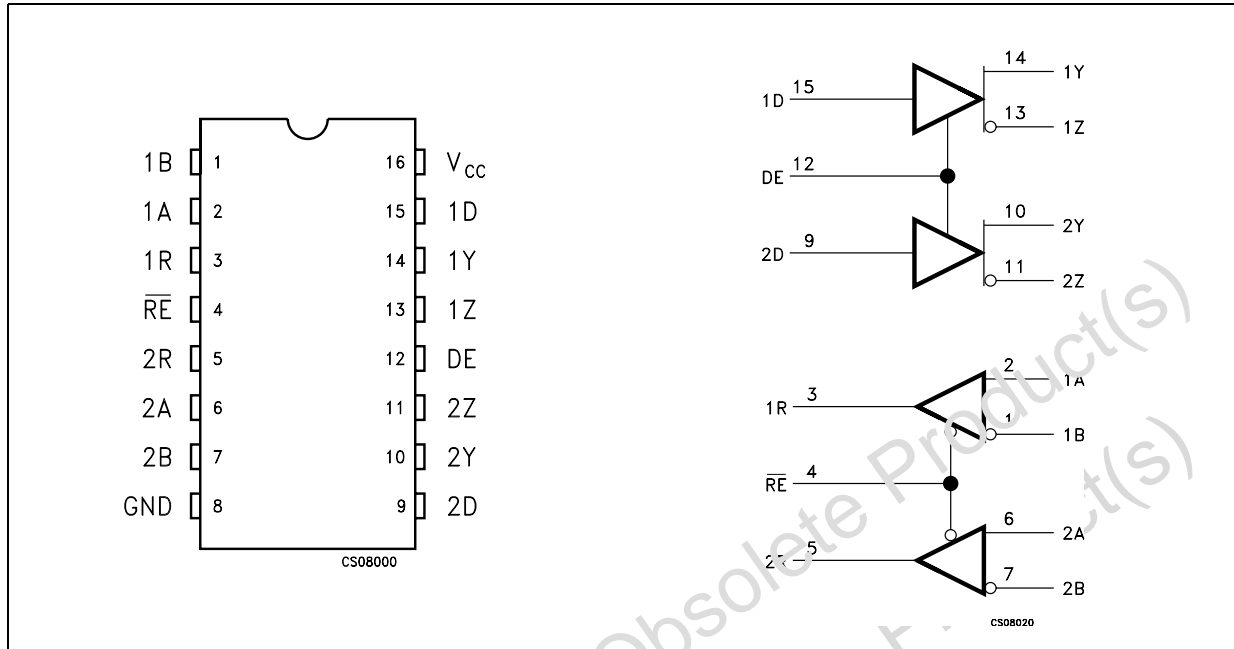 1B 1 16 VCC
1A 2 15 1D
1R 3 14 1Y
R̅E̅ 4 13 1Z
2R 5 12 DE
2A 6 11 2Z
2B 7 10 2Y
GND 8 9 2D
CS08000
14 1Y
1D 15
13 1Z
DE 12
10 2Y
2D 9
11 2Z
2 1A
1R 3
1 1B
R̅E̅ 4
6 2A
2R 5
7 2B
CS08020
Obsolete Product(s)
ct(s)